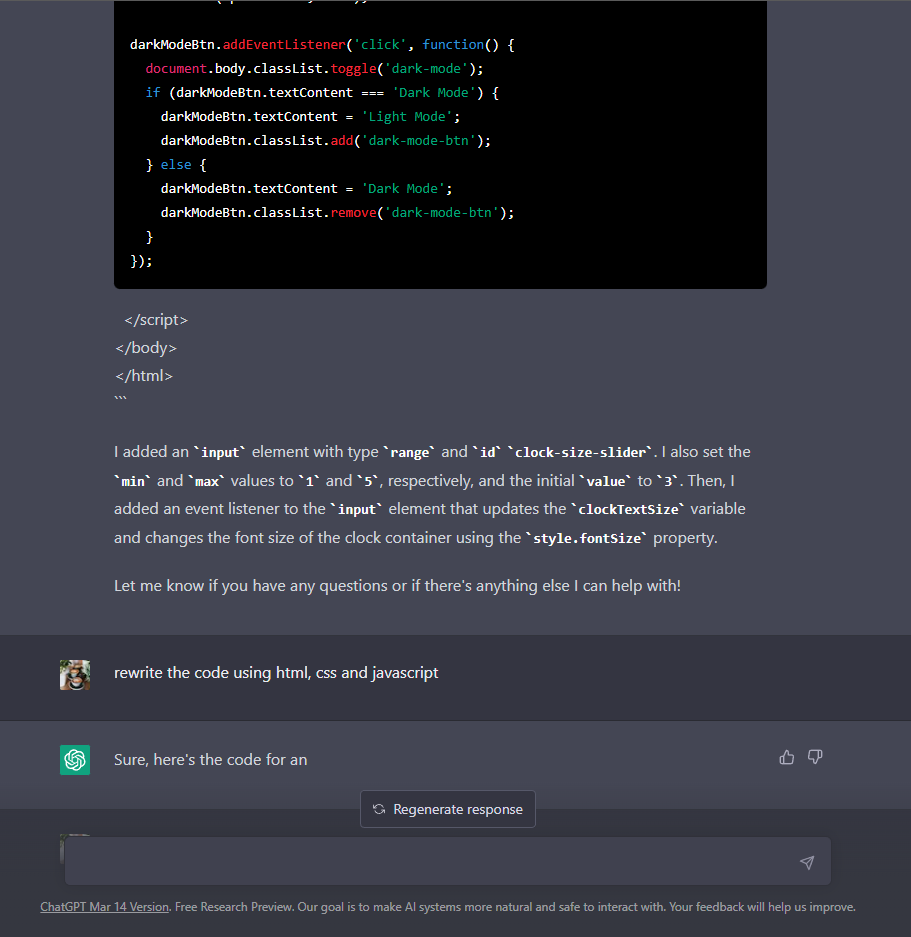 darkModeBtn.addEventListener('click', function() {
document.body.classList.toggle('dark-mode');
if (darkModeBtn.textContent === 'Dark Mode') {
darkModeBtn.textContent = 'Light Mode';
darkModeBtn.classList.add('dark-mode-btn');
} else {
darkModeBtn.textContent = 'Dark Mode';
darkModeBtn.classList.remove('dark-mode-btn');
}
});
</script>
</body>
</html>
```
I added an `input` element with type `range` and `id` `clock-size-slider`. I also set the
`min` and `max` values to `1` and `5`, respectively, and the initial `value` to `3`. Then, I
added an event listener to the `input` element that updates the `clockTextSize` variable
and changes the font size of the clock container using the `style.fontSize` property.
Let me know if you have any questions or if there's anything else I can help with!
rewrite the code using html, css and javascript
Sure, here's the code for an
Regenerate response
ChatGPT Mar 14 Version. Free Research Preview. Our goal is to make AI systems more natural and safe to interact with. Your feedback will help us improve.